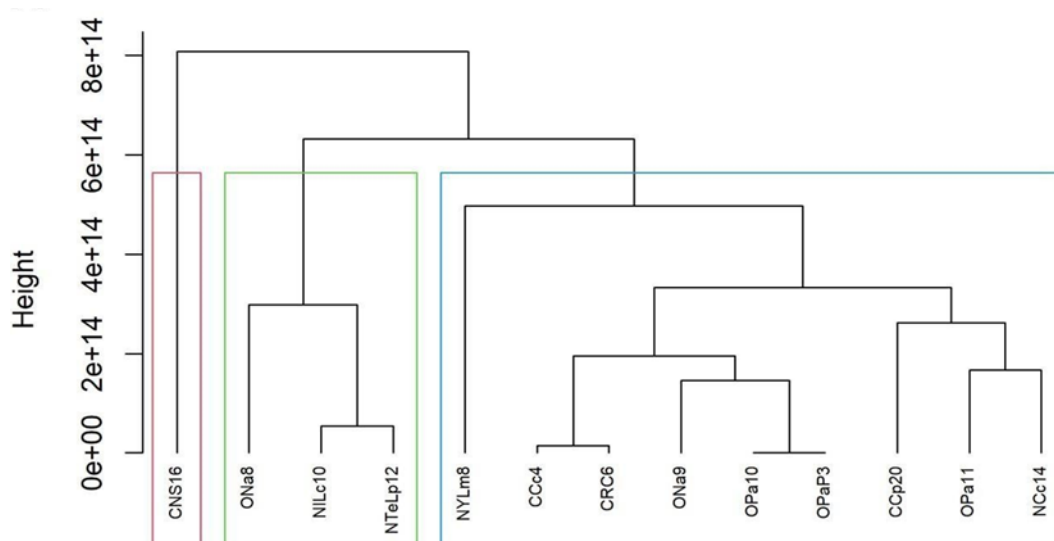 8e+14
6e+14
4e+14
2e+14
0e+00
Height
CNS16
ONa8
NILc10
NTeLp12
NYLm8
CCc4
CRC6
ONa9
OPa10
OPaP3
CCp20
OPa11
NCc14